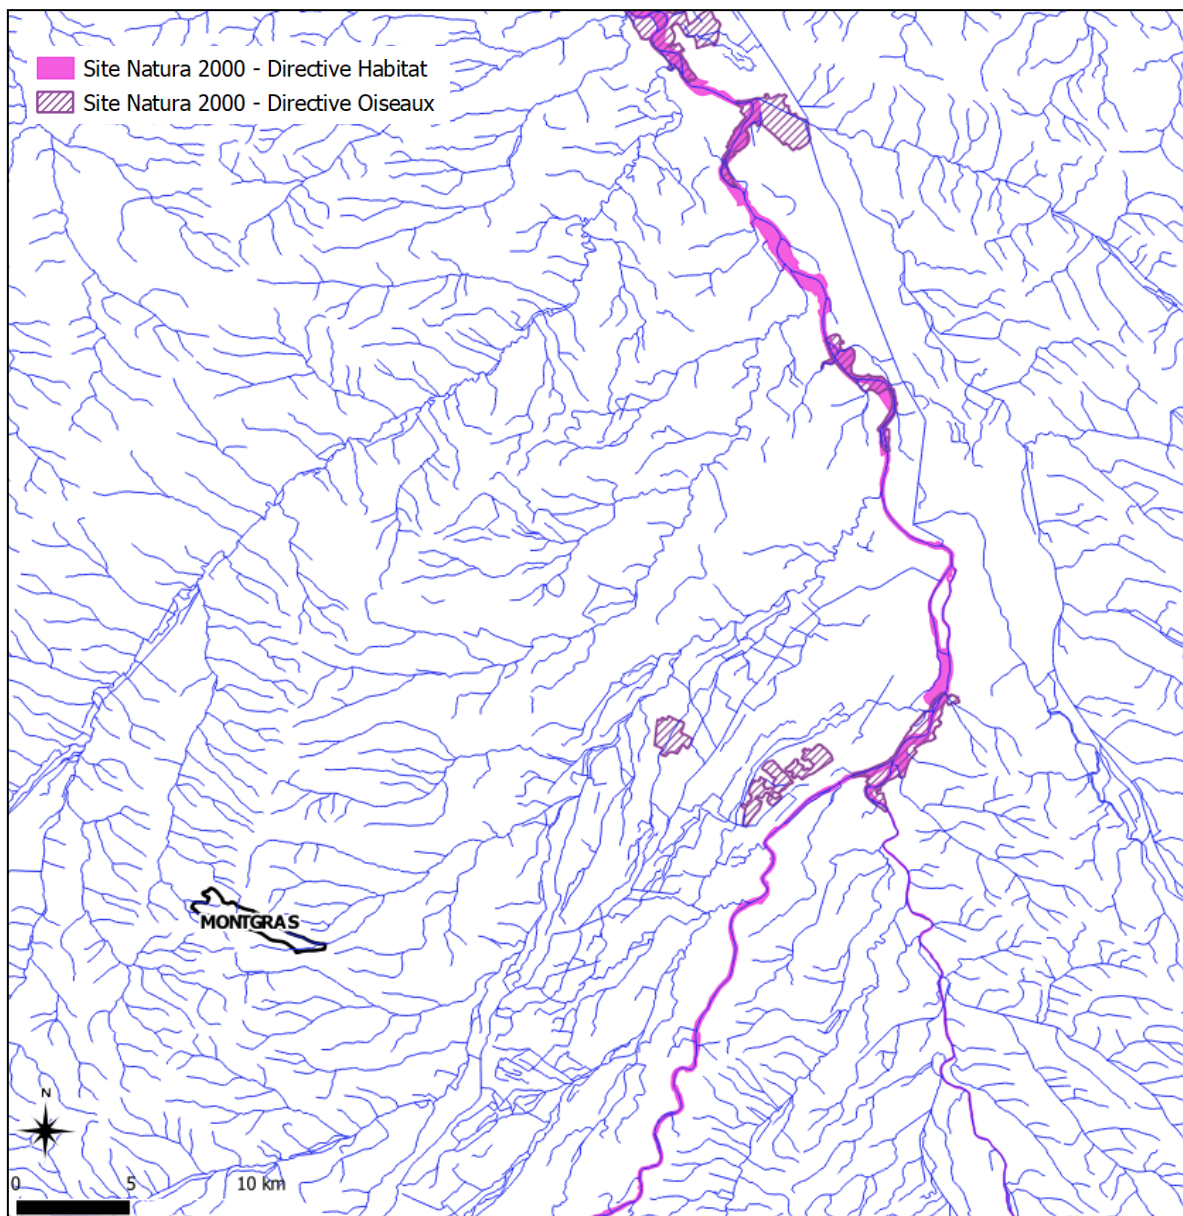 Site Natura 2000 - Directive Habitat
Site Natura 2000 - Directive Oiseaux
MONTGRAS
N
0 5 10 km